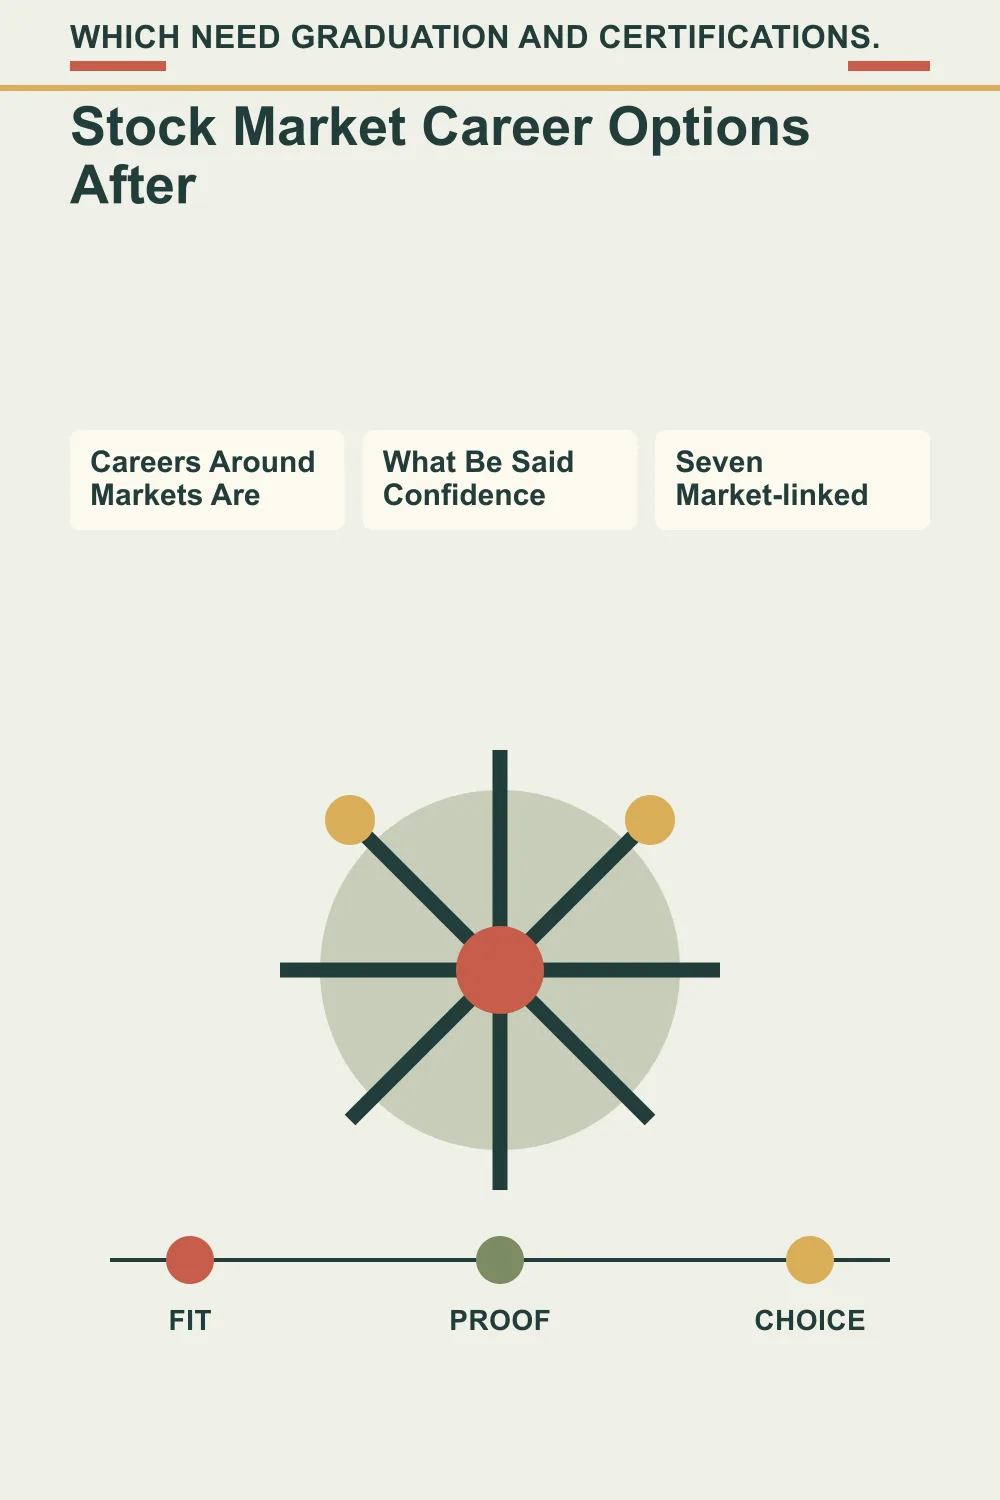 WHICH NEED GRADUATION AND CERTIFICATIONS.
Stock Market Career Options
After
Careers Around
Markets Are
What Be Said
Confidence
Seven
Market-linked
FIT
PROOF
CHOICE